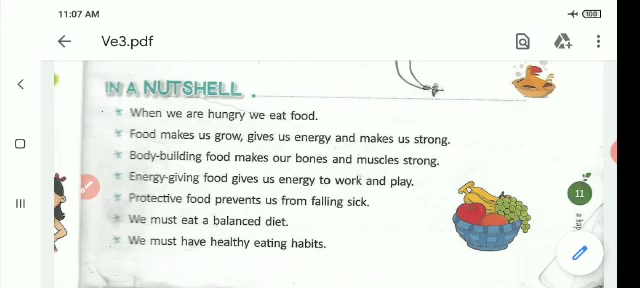 11:07 AM
100
Ve3.pdf
IN A NUTSHELL
When we are hungry we eat food.
Food makes us grow, gives us energy and makes us strong.
Body-building food makes our bones and muscles strong.
Energy-giving food gives us energy to work and play.
Protective food prevents us from falling sick.
We must eat a balanced diet.
We must have healthy eating habits.
11